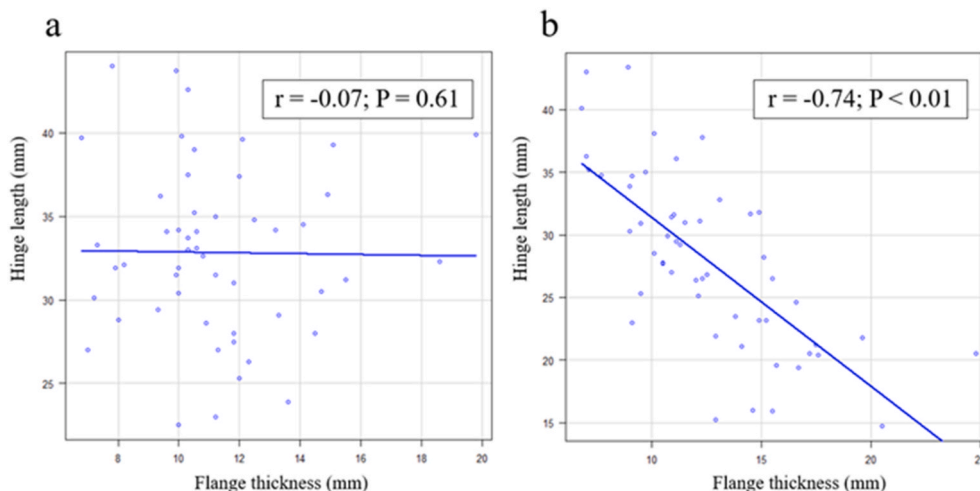 a
r = -0.07; P = 0.61
Hinge length (mm)
40
35
30
25
8
10
12
14
16
18
20
Flange thickness (mm)
b
r = -0.74; P < 0.01
Hinge length (mm)
40
35
30
25
20
15
10
15
20
25
Flange thickness (mm)